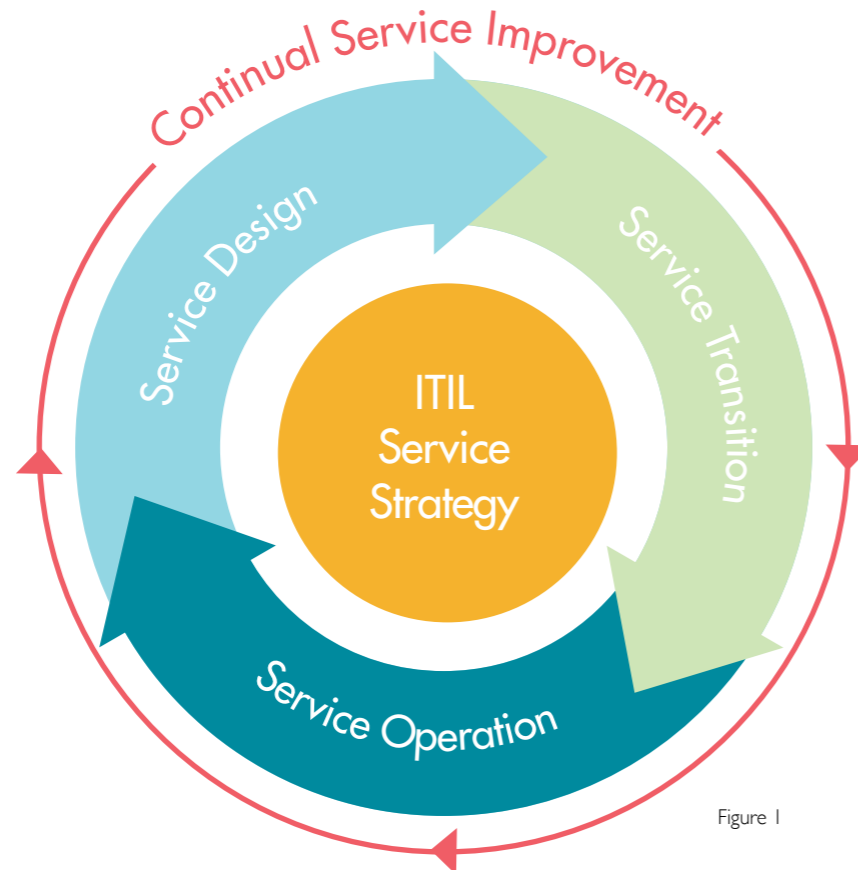 Continual Service Improvement
Service Design
Service Transition
ITIL
Service
Strategy
Service Operation
Figure 1